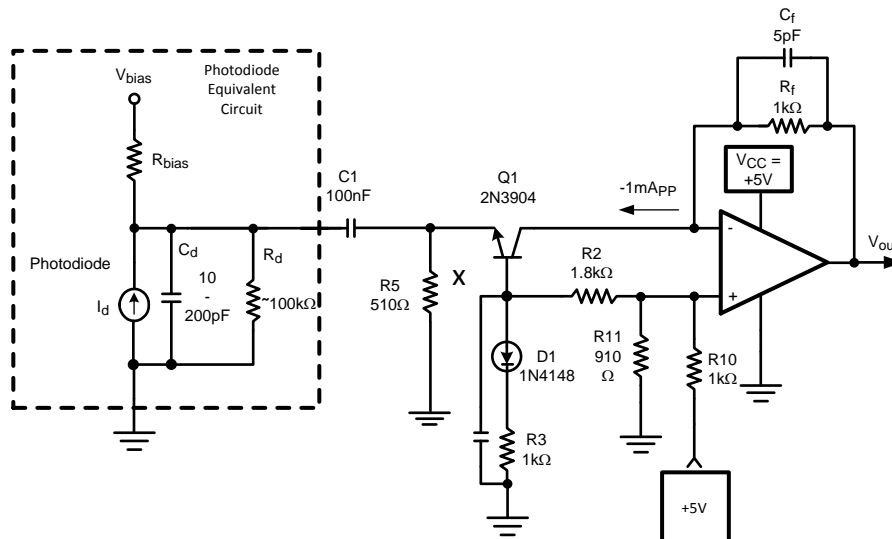 Photodiode
Equivalent
Circuit
Vbias
Rbias
Photodiode
Id
Cd
10
-
200pF
Rd
~100kΩ
C1
100nF
R5
510Ω
X
Q1
2N3904
-1mAPP
R2
1.8kΩ
D1
1N4148
R3
1kΩ
R11
910
Ω
R10
1kΩ
+5V
Cf
5pF
Rf
1kΩ
VCC =
+5V
-
+
Vou